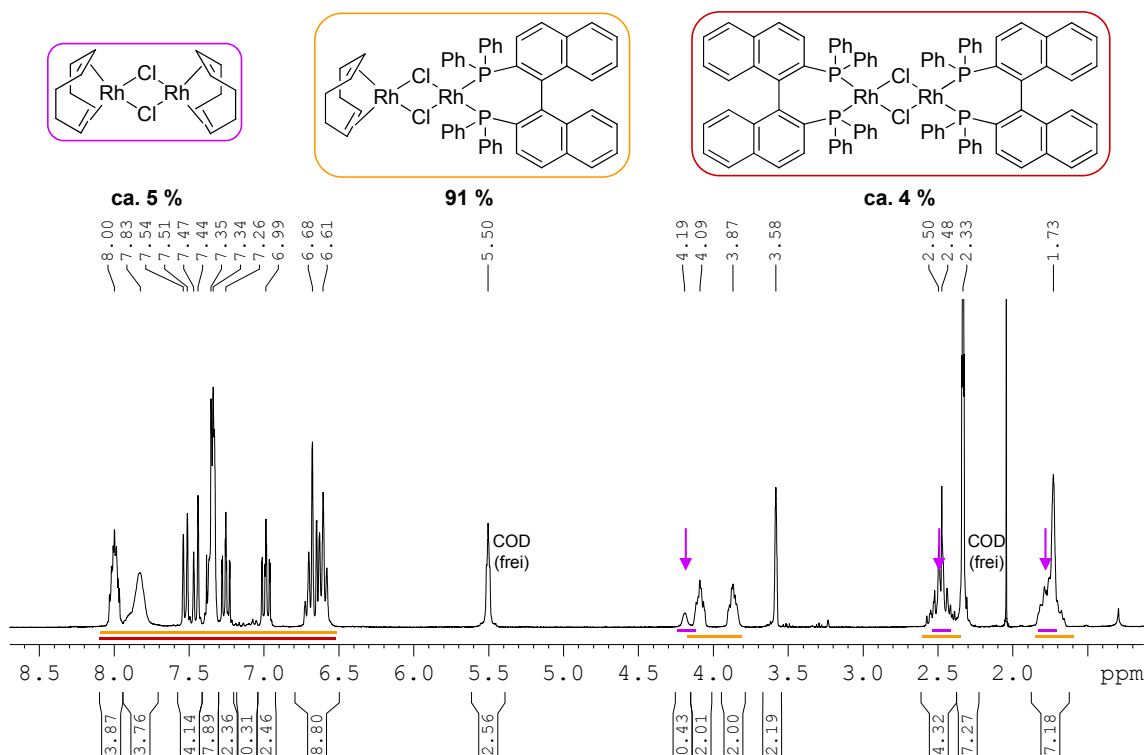 Cl
Rh Rh
Cl
ca. 5 %
Ph Ph
Cl P
Rh Rh
Cl P
Ph Ph
91 %
Ph Ph Ph Ph
P Cl P
Rh Rh
P Cl P
Ph Ph Ph Ph
ca. 4 %
8.00 7.83 7.54 7.51 7.47 7.44 7.35 7.34 7.26 6.99 6.68 6.61 5.50 4.19 4.09 3.87 3.58 2.50 2.48 2.33 1.73
COD
(frei)
COD
(frei)
8.5 8.0 7.5 7.0 6.5 6.0 5.5 5.0 4.5 4.0 3.5 3.0 2.5 2.0 ppm
3.87 3.76 4.14 7.89 2.36 0.31 2.46 8.80 2.56 0.43 2.01 2.00 2.19 4.32 7.27 7.18